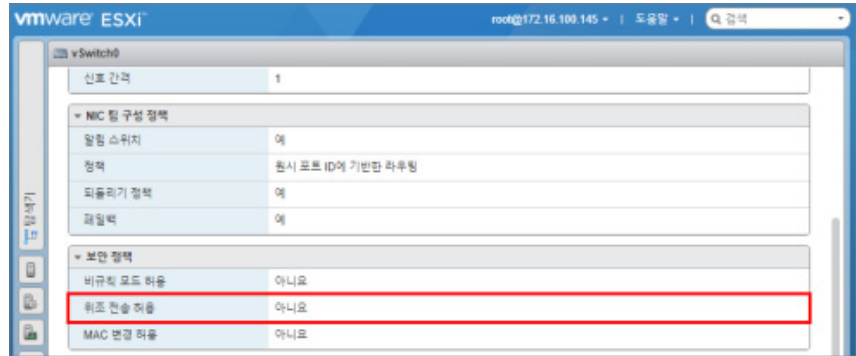 vmware ESXi™
root@172.16.100.145 | 도움말 | 검색
vSwitch0
신호 간격 1
NIC 팀 구성 정책
알림 스위치 예
정책 원시 포트 ID에 기반한 라우팅
되돌리기 정책 예
페일백 예
탐색기
보안 정책
비규칙 모드 허용 아니요
위조 전송 허용 아니요
MAC 변경 허용 아니요